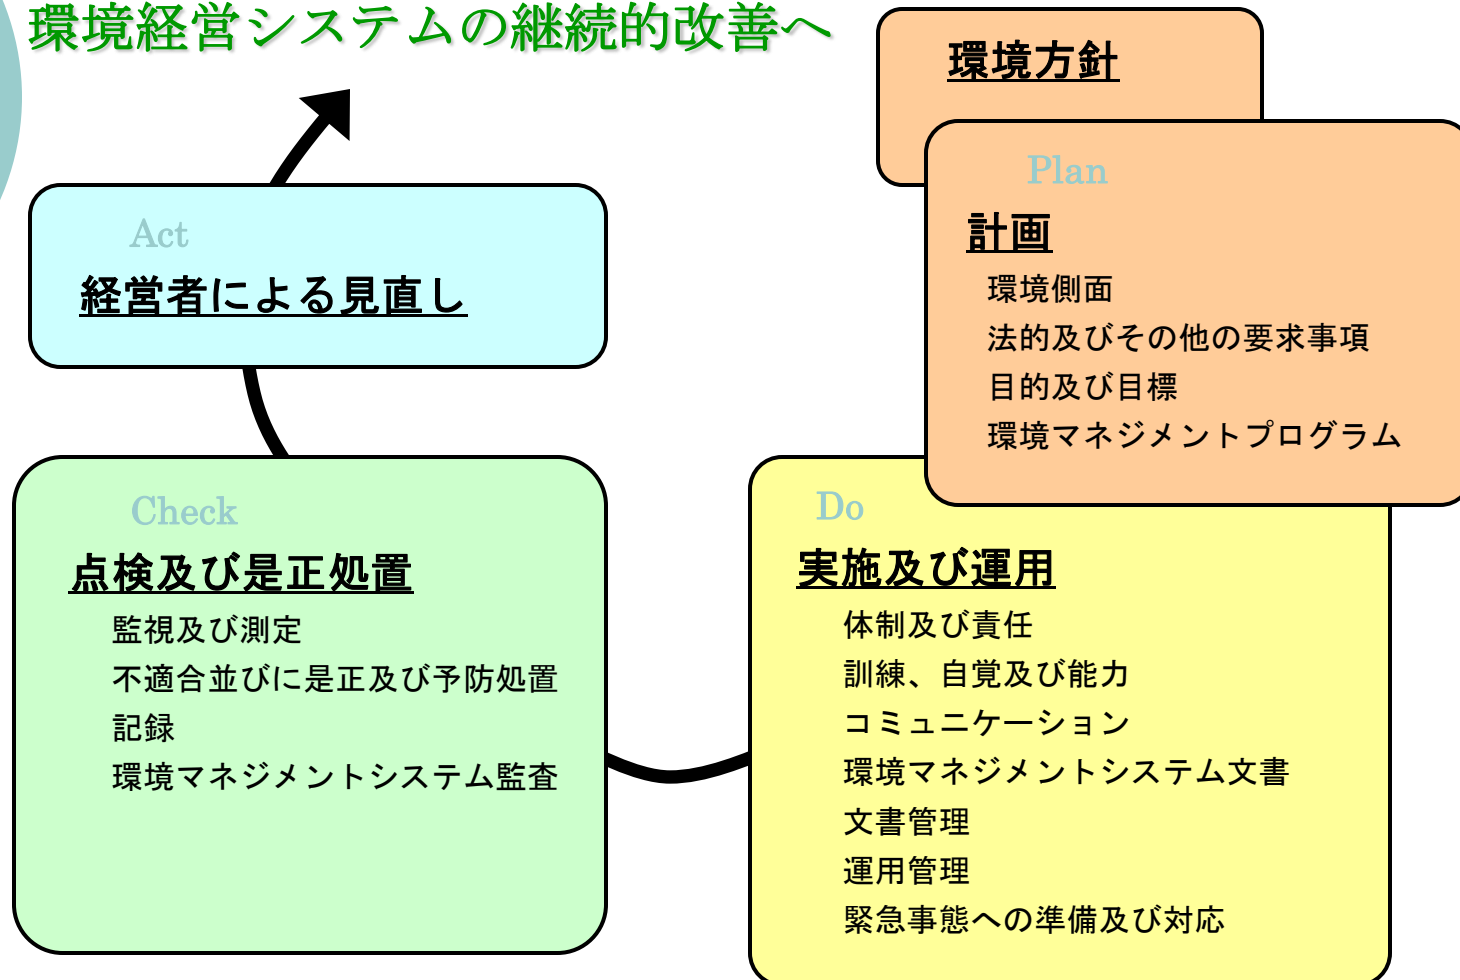 環境経営システムの継続的改善へ
環境方針
Plan
計画
環境側面
法的及びその他の要求事項
目的及び目標
環境マネジメントプログラム
Do
実施及び運用
体制及び責任
訓練、自覚及び能力
コミュニケーション
環境マネジメントシステム文書
文書管理
運用管理
緊急事態への準備及び対応
Check
点検及び是正処置
監視及び測定
不適合並びに是正及び予防処置
記録
環境マネジメントシステム監査
Act
経営者による見直し